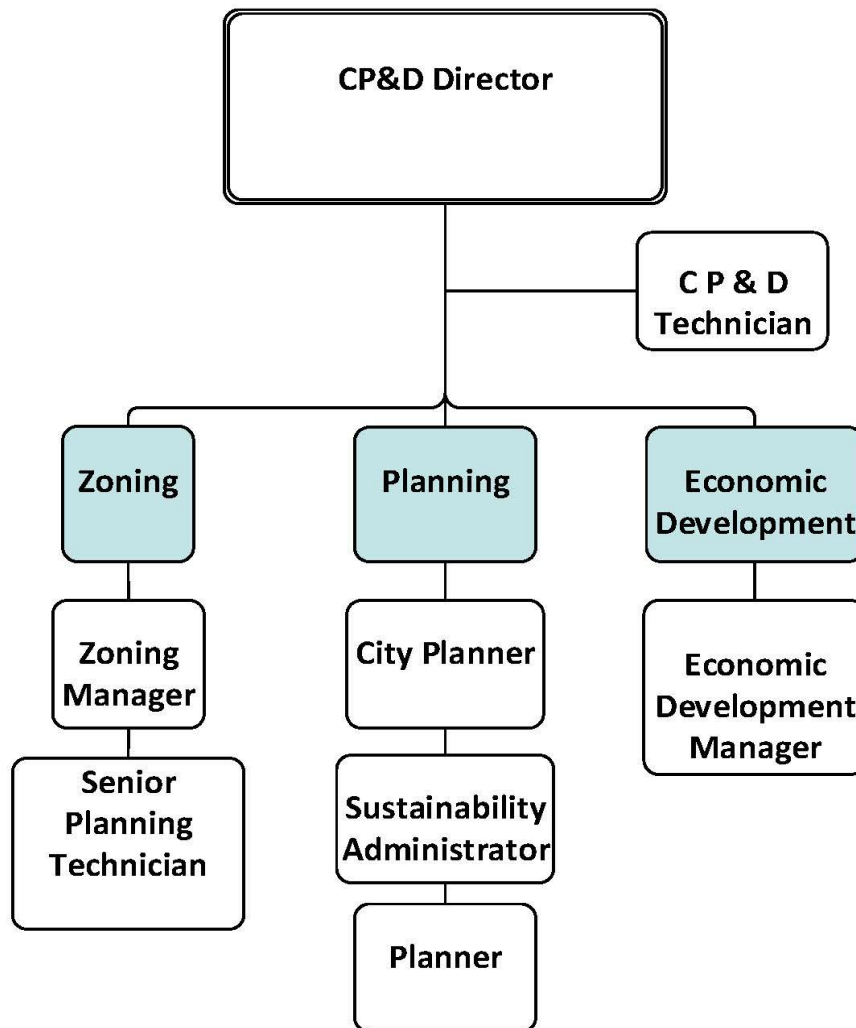 CP&D Director
C P & D
Technician
Zoning
Planning
Economic
Development
Zoning
Manager
City Planner
Economic
Development
Manager
Senior
Planning
Technician
Sustainability
Administrator
Planner